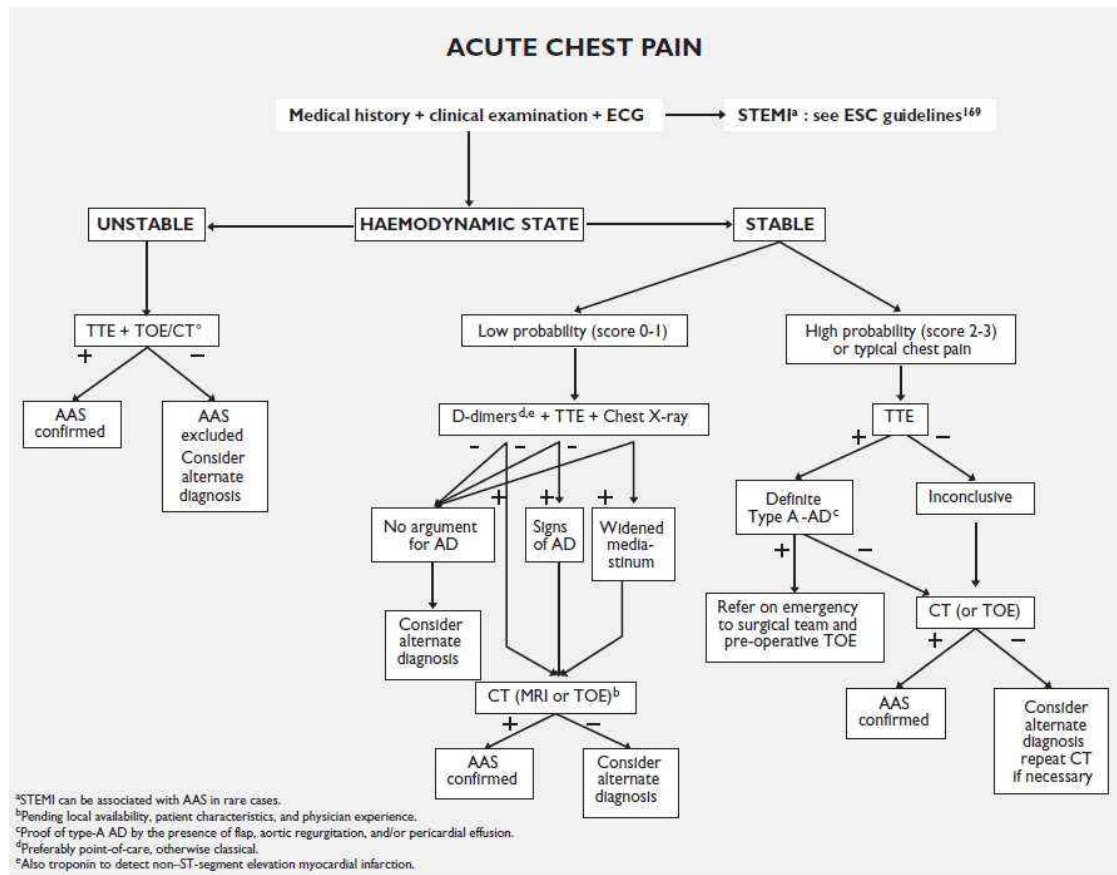 ACUTE CHEST PAIN
Medical history + clinical examination + ECG
STEMIᵃ : see ESC guidelines¹⁶⁹
UNSTABLE
HAEMODYNAMIC STATE
STABLE
TTE + TOE/CT°
Low probability (score 0-1)
High probability (score 2-3)
or typical chest pain
+
–
AAS
confirmed
AAS
excluded
Consider
alternate
diagnosis
D-dimersᵈ,ᵉ + TTE + Chest X-ray
TTE
–
–
–
+
–
+
+
+
No argument
for AD
Signs
of AD
Widened
media-
stinum
Definite
Type A -ADᶜ
Inconclusive
+
–
Consider
alternate
diagnosis
Refer on emergency
to surgical team and
pre-operative TOE
CT (or TOE)
+
–
CT (MRI or TOE)ᵇ
+
–
AAS
confirmed
Consider
alternate
diagnosis
AAS
confirmed
Consider
alternate
diagnosis
repeat CT
if necessary
ᵃSTEMI can be associated with AAS in rare cases.
ᵇPending local availability, patient characteristics, and physician experience.
ᶜProof of type-A AD by the presence of flap, aortic regurgitation, and/or pericardial effusion.
ᵈPreferably point-of-care, otherwise classical.
ᵉAlso troponin to detect non–ST-segment elevation myocardial infarction.